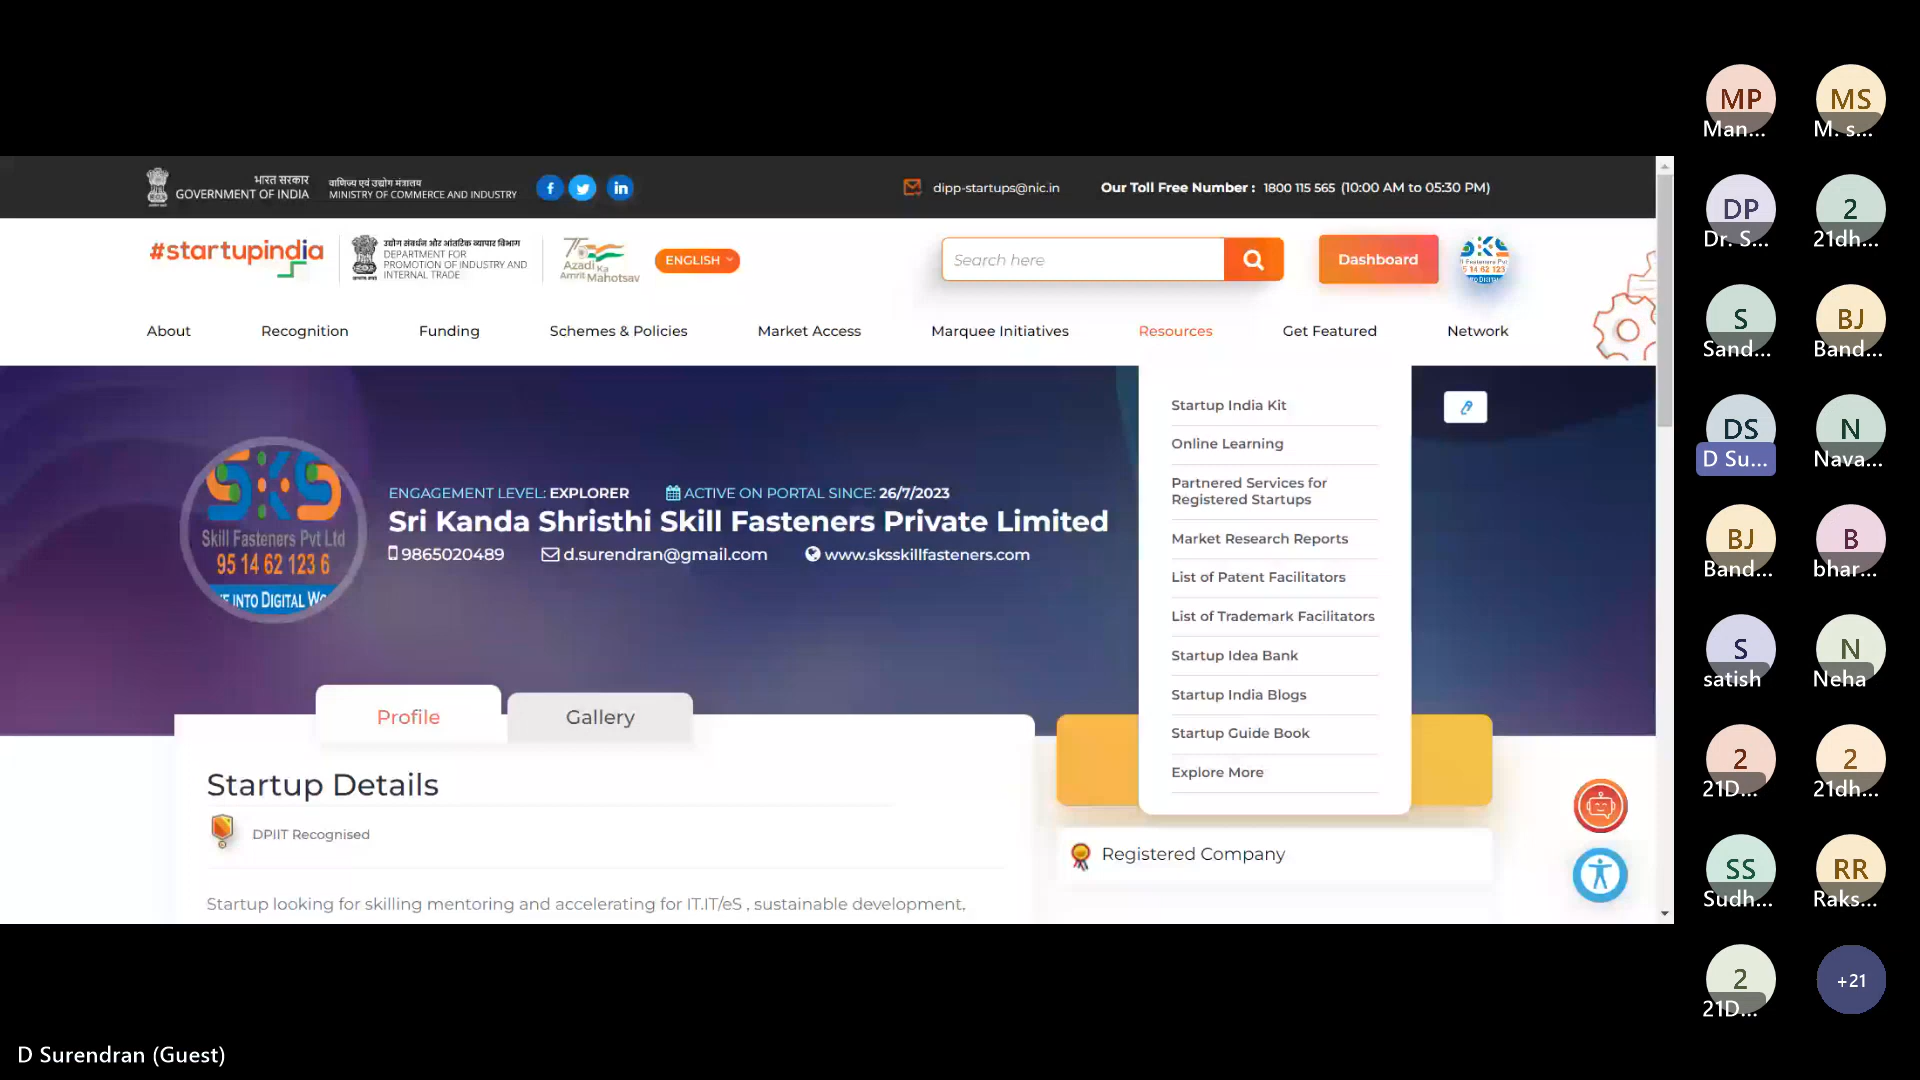 भारत सरकार
GOVERNMENT OF INDIA
वाणिज्य एवं उद्योग मंत्रालय
MINISTRY OF COMMERCE AND INDUSTRY
dipp-startups@nic.in
Our Toll Free Number : 1800 115 565 (10:00 AM to 05:30 PM)
#startupindia
उद्योग संवर्धन और आंतरिक व्यापार विभाग
DEPARTMENT FOR
PROMOTION OF INDUSTRY AND
INTERNAL TRADE
Azadi Ka
Amrit Mahotsav
ENGLISH
Search here
Dashboard
About
Recognition
Funding
Schemes & Policies
Market Access
Marquee Initiatives
Resources
Get Featured
Network
Startup India Kit
Online Learning
Partnered Services for
Registered Startups
Market Research Reports
List of Patent Facilitators
List of Trademark Facilitators
Startup Idea Bank
Startup India Blogs
Startup Guide Book
Explore More
SKS
Skill Fasteners Pvt Ltd
95 14 62 123 6
INTO DIGITAL WO
ENGAGEMENT LEVEL: EXPLORER
ACTIVE ON PORTAL SINCE: 26/7/2023
Sri Kanda Shristhi Skill Fasteners Private Limited
9865020489
d.surendran@gmail.com
www.sksskillfasteners.com
Profile
Gallery
Startup Details
DPIIT Recognised
Startup looking for skilling mentoring and accelerating for IT.IT/eS , sustainable development,
Registered Company
MP
Man...
MS
M. s...
DP
Dr. S...
2
21dh...
S
Sand...
BJ
Band...
DS
D Su...
N
Nava...
BJ
Band...
B
bhar...
S
satish
N
Neha
2
21D...
2
21dh...
SS
Sudh...
RR
Raks...
2
21D...
+21
D Surendran (Guest)